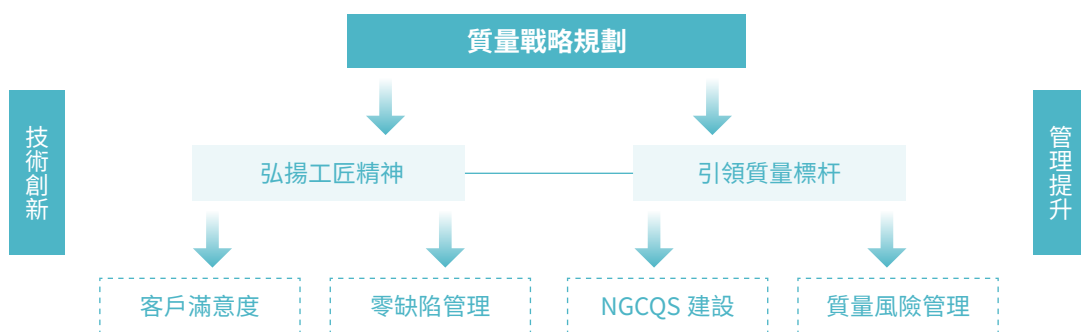 質量戰略規劃
技術創新
管理提升
弘揚工匠精神
引領質量標杆
客戶滿意度
零缺陷管理
NGCQS 建設
質量風險管理